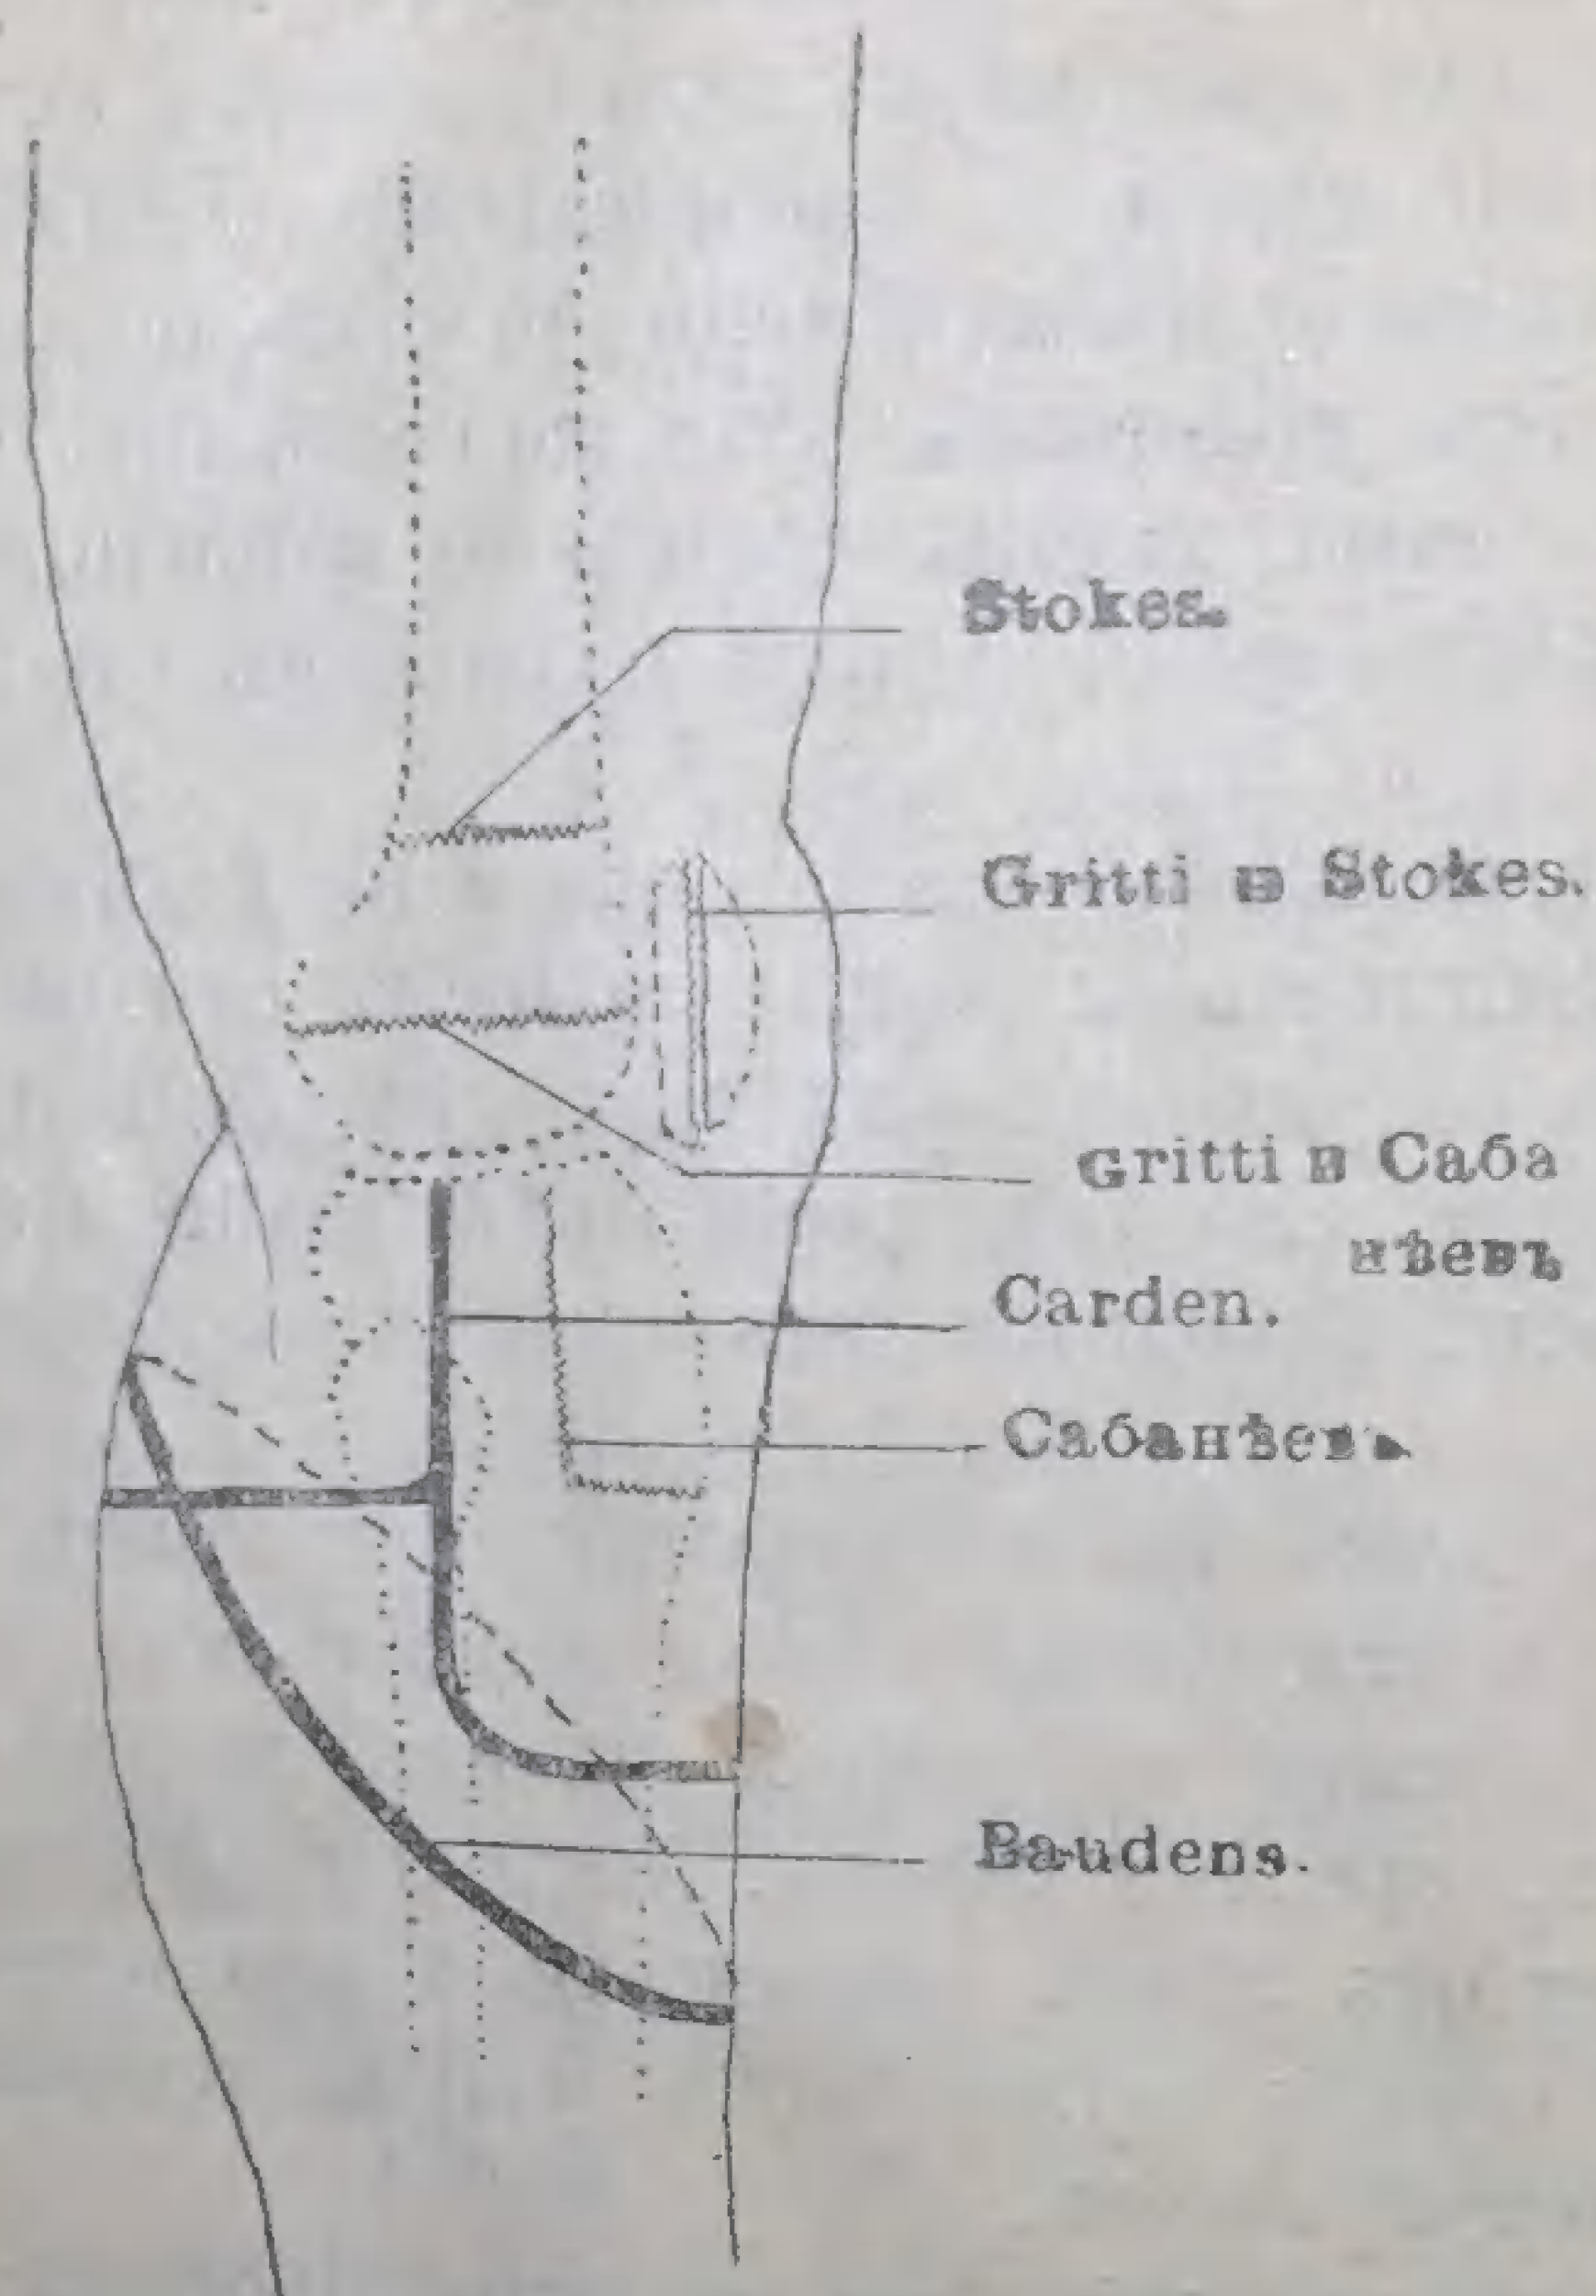 Stokes.
Gritti и Stokes.
Gritti и Саба
нѣевъ
Carden.
Сабанѣевъ
Baudens.